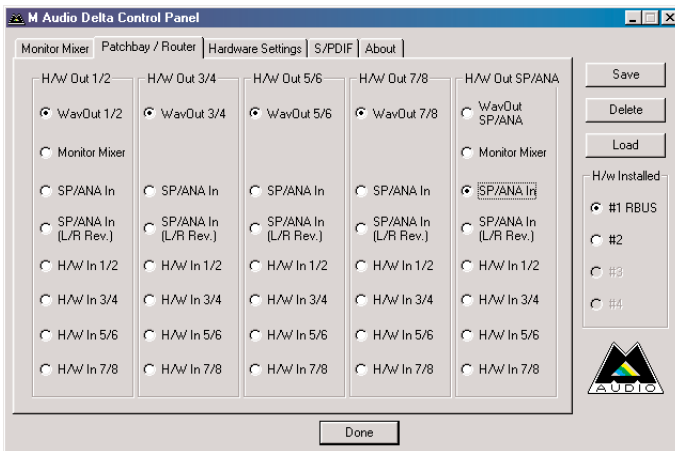 M Audio Delta Control Panel
Monitor Mixer Patchbay / Router Hardware Settings S/PDIF About
H/W Out 1/2 H/W Out 3/4 H/W Out 5/6 H/W Out 7/8 H/W Out SP/ANA
WavOut 1/2 WavOut 3/4 WavOut 5/6 WavOut 7/8 WavOut SP/ANA
Monitor Mixer Monitor Mixer
SP/ANA In SP/ANA In SP/ANA In SP/ANA In SP/ANA In
SP/ANA In SP/ANA In SP/ANA In SP/ANA In SP/ANA In
(L/R Rev.) (L/R Rev.) (L/R Rev.) (L/R Rev.) (L/R Rev.)
H/W In 1/2 H/W In 1/2 H/W In 1/2 H/W In 1/2 H/W In 1/2
H/W In 3/4 H/W In 3/4 H/W In 3/4 H/W In 3/4 H/W In 3/4
H/W In 5/6 H/W In 5/6 H/W In 5/6 H/W In 5/6 H/W In 5/6
H/W In 7/8 H/W In 7/8 H/W In 7/8 H/W In 7/8 H/W In 7/8
Save
Delete
Load
H/w Installed
#1 RBUS
#2
#3
#4
M AUDIO
Done